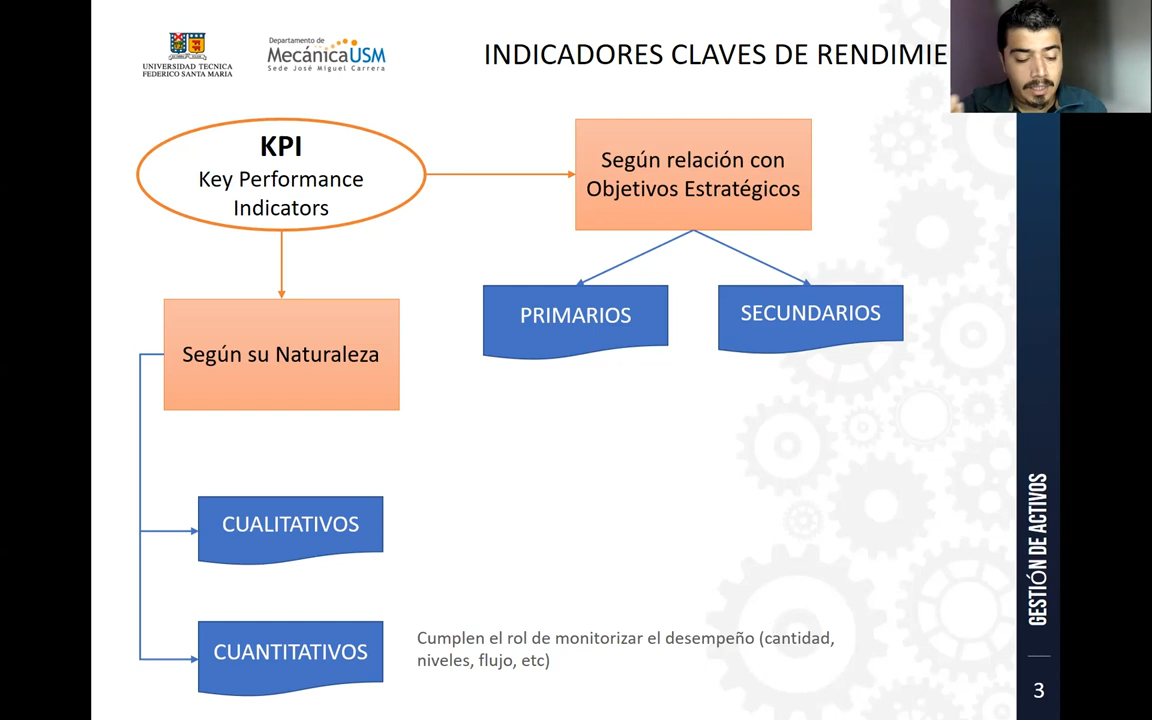 UNIVERSIDAD TECNICA
FEDERICO SANTA MARIA
Departamento de
MecánicaUSM
Sede José Miguel Carrera
INDICADORES CLAVES DE RENDIMIE
KPI
Key Performance
Indicators
Según relación con
Objetivos Estratégicos
PRIMARIOS
SECUNDARIOS
Según su Naturaleza
CUALITATIVOS
CUANTITATIVOS
Cumplen el rol de monitorizar el desempeño (cantidad,
niveles, flujo, etc)
GESTIÓN DE ACTIVOS
3